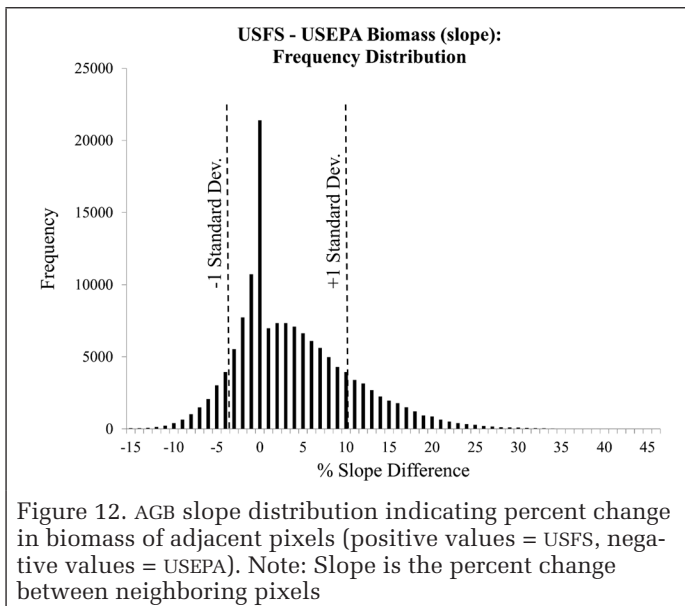 USFS - USEPA Biomass (slope):
Frequency Distribution
25000
20000
15000
10000
5000
0
Frequency
-1 Standard Dev.
+1 Standard Dev.
-15 -10 -5 0 5 10 15 20 25 30 35 40 45
% Slope Difference
Figure 12. AGB slope distribution indicating percent change
in biomass of adjacent pixels (positive values = USFS, nega-
tive values = USEPA). Note: Slope is the percent change
between neighboring pixels